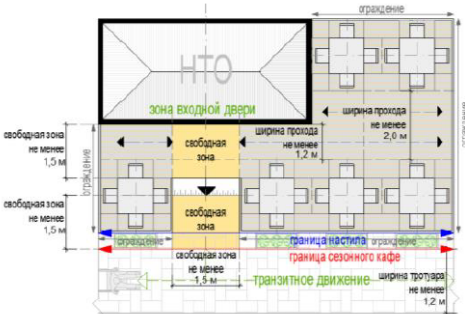 ограждение
НТО
зона входной двери
ограждение
свободная зона
не менее
1,5 м
свободная
зона
ширина прохода
не менее
1,2 м
ширина прохода
не менее
2,0 м
ограждение
свободная зона
не менее
1,5 м
свободная
зона
ограждение
граница настила
ограждение
граница сезонного кафе
свободная зона
не менее
1,5 м
транзитное движение
ширина тротуара
не менее
1,2 м